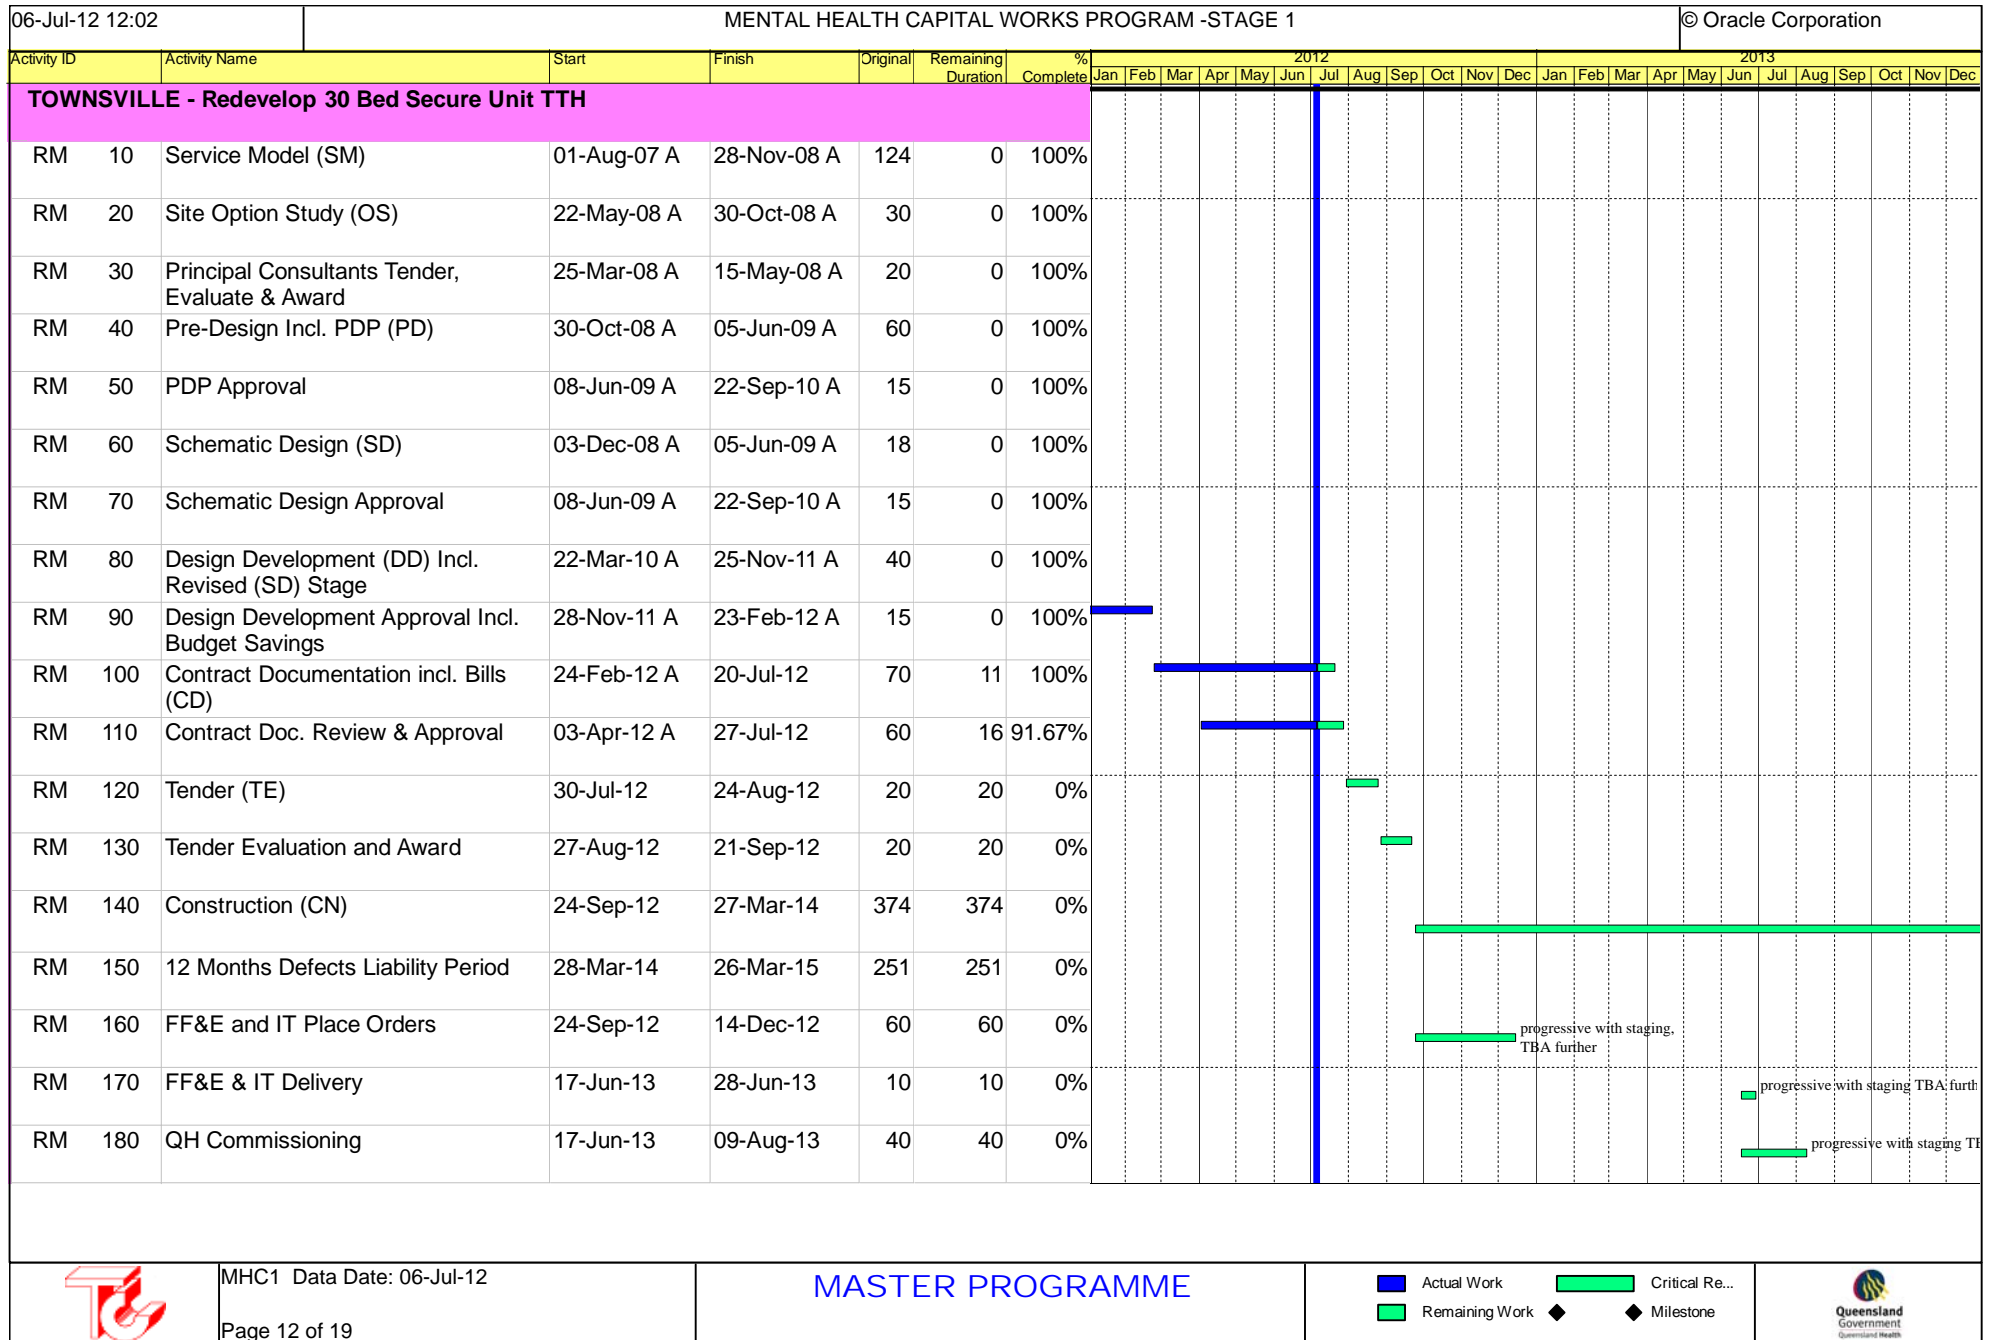 06-Jul-12 12:02 MENTAL HEALTH CAPITAL WORKS PROGRAM -STAGE 1 © Oracle Corporation
Activity ID Activity Name Start Finish Original Remaining Duration % Complete 2012 2013
Jan Feb Mar Apr May Jun Jul Aug Sep Oct Nov Dec Jan Feb Mar Apr May Jun Jul Aug Sep Oct Nov Dec
TOWNSVILLE - Redevelop 30 Bed Secure Unit TTH
RM 10 Service Model (SM) 01-Aug-07 A 28-Nov-08 A 124 0 100%
RM 20 Site Option Study (OS) 22-May-08 A 30-Oct-08 A 30 0 100%
RM 30 Principal Consultants Tender, 25-Mar-08 A 15-May-08 A 20 0 100%
Evaluate & Award
RM 40 Pre-Design Incl. PDP (PD) 30-Oct-08 A 05-Jun-09 A 60 0 100%
RM 50 PDP Approval 08-Jun-09 A 22-Sep-10 A 15 0 100%
RM 60 Schematic Design (SD) 03-Dec-08 A 05-Jun-09 A 18 0 100%
RM 70 Schematic Design Approval 08-Jun-09 A 22-Sep-10 A 15 0 100%
RM 80 Design Development (DD) Incl. 22-Mar-10 A 25-Nov-11 A 40 0 100%
Revised (SD) Stage
RM 90 Design Development Approval Incl. 28-Nov-11 A 23-Feb-12 A 15 0 100%
Budget Savings
RM 100 Contract Documentation incl. Bills 24-Feb-12 A 20-Jul-12 70 11 100%
(CD)
RM 110 Contract Doc. Review & Approval 03-Apr-12 A 27-Jul-12 60 16 91.67%
RM 120 Tender (TE) 30-Jul-12 24-Aug-12 20 20 0%
RM 130 Tender Evaluation and Award 27-Aug-12 21-Sep-12 20 20 0%
RM 140 Construction (CN) 24-Sep-12 27-Mar-14 374 374 0%
RM 150 12 Months Defects Liability Period 28-Mar-14 26-Mar-15 251 251 0%
RM 160 FF&E and IT Place Orders 24-Sep-12 14-Dec-12 60 60 0% progressive with staging,
TBA further
RM 170 FF&E & IT Delivery 17-Jun-13 28-Jun-13 10 10 0% progressive with staging TBA furth
RM 180 QH Commissioning 17-Jun-13 09-Aug-13 40 40 0% progressive with staging
MHC1 Data Date: 06-Jul-12
Page 12 of 19
MASTER PROGRAMME
Actual Work Critical Re...
Remaining Work Milestone
Queensland
Government
Queensland Health